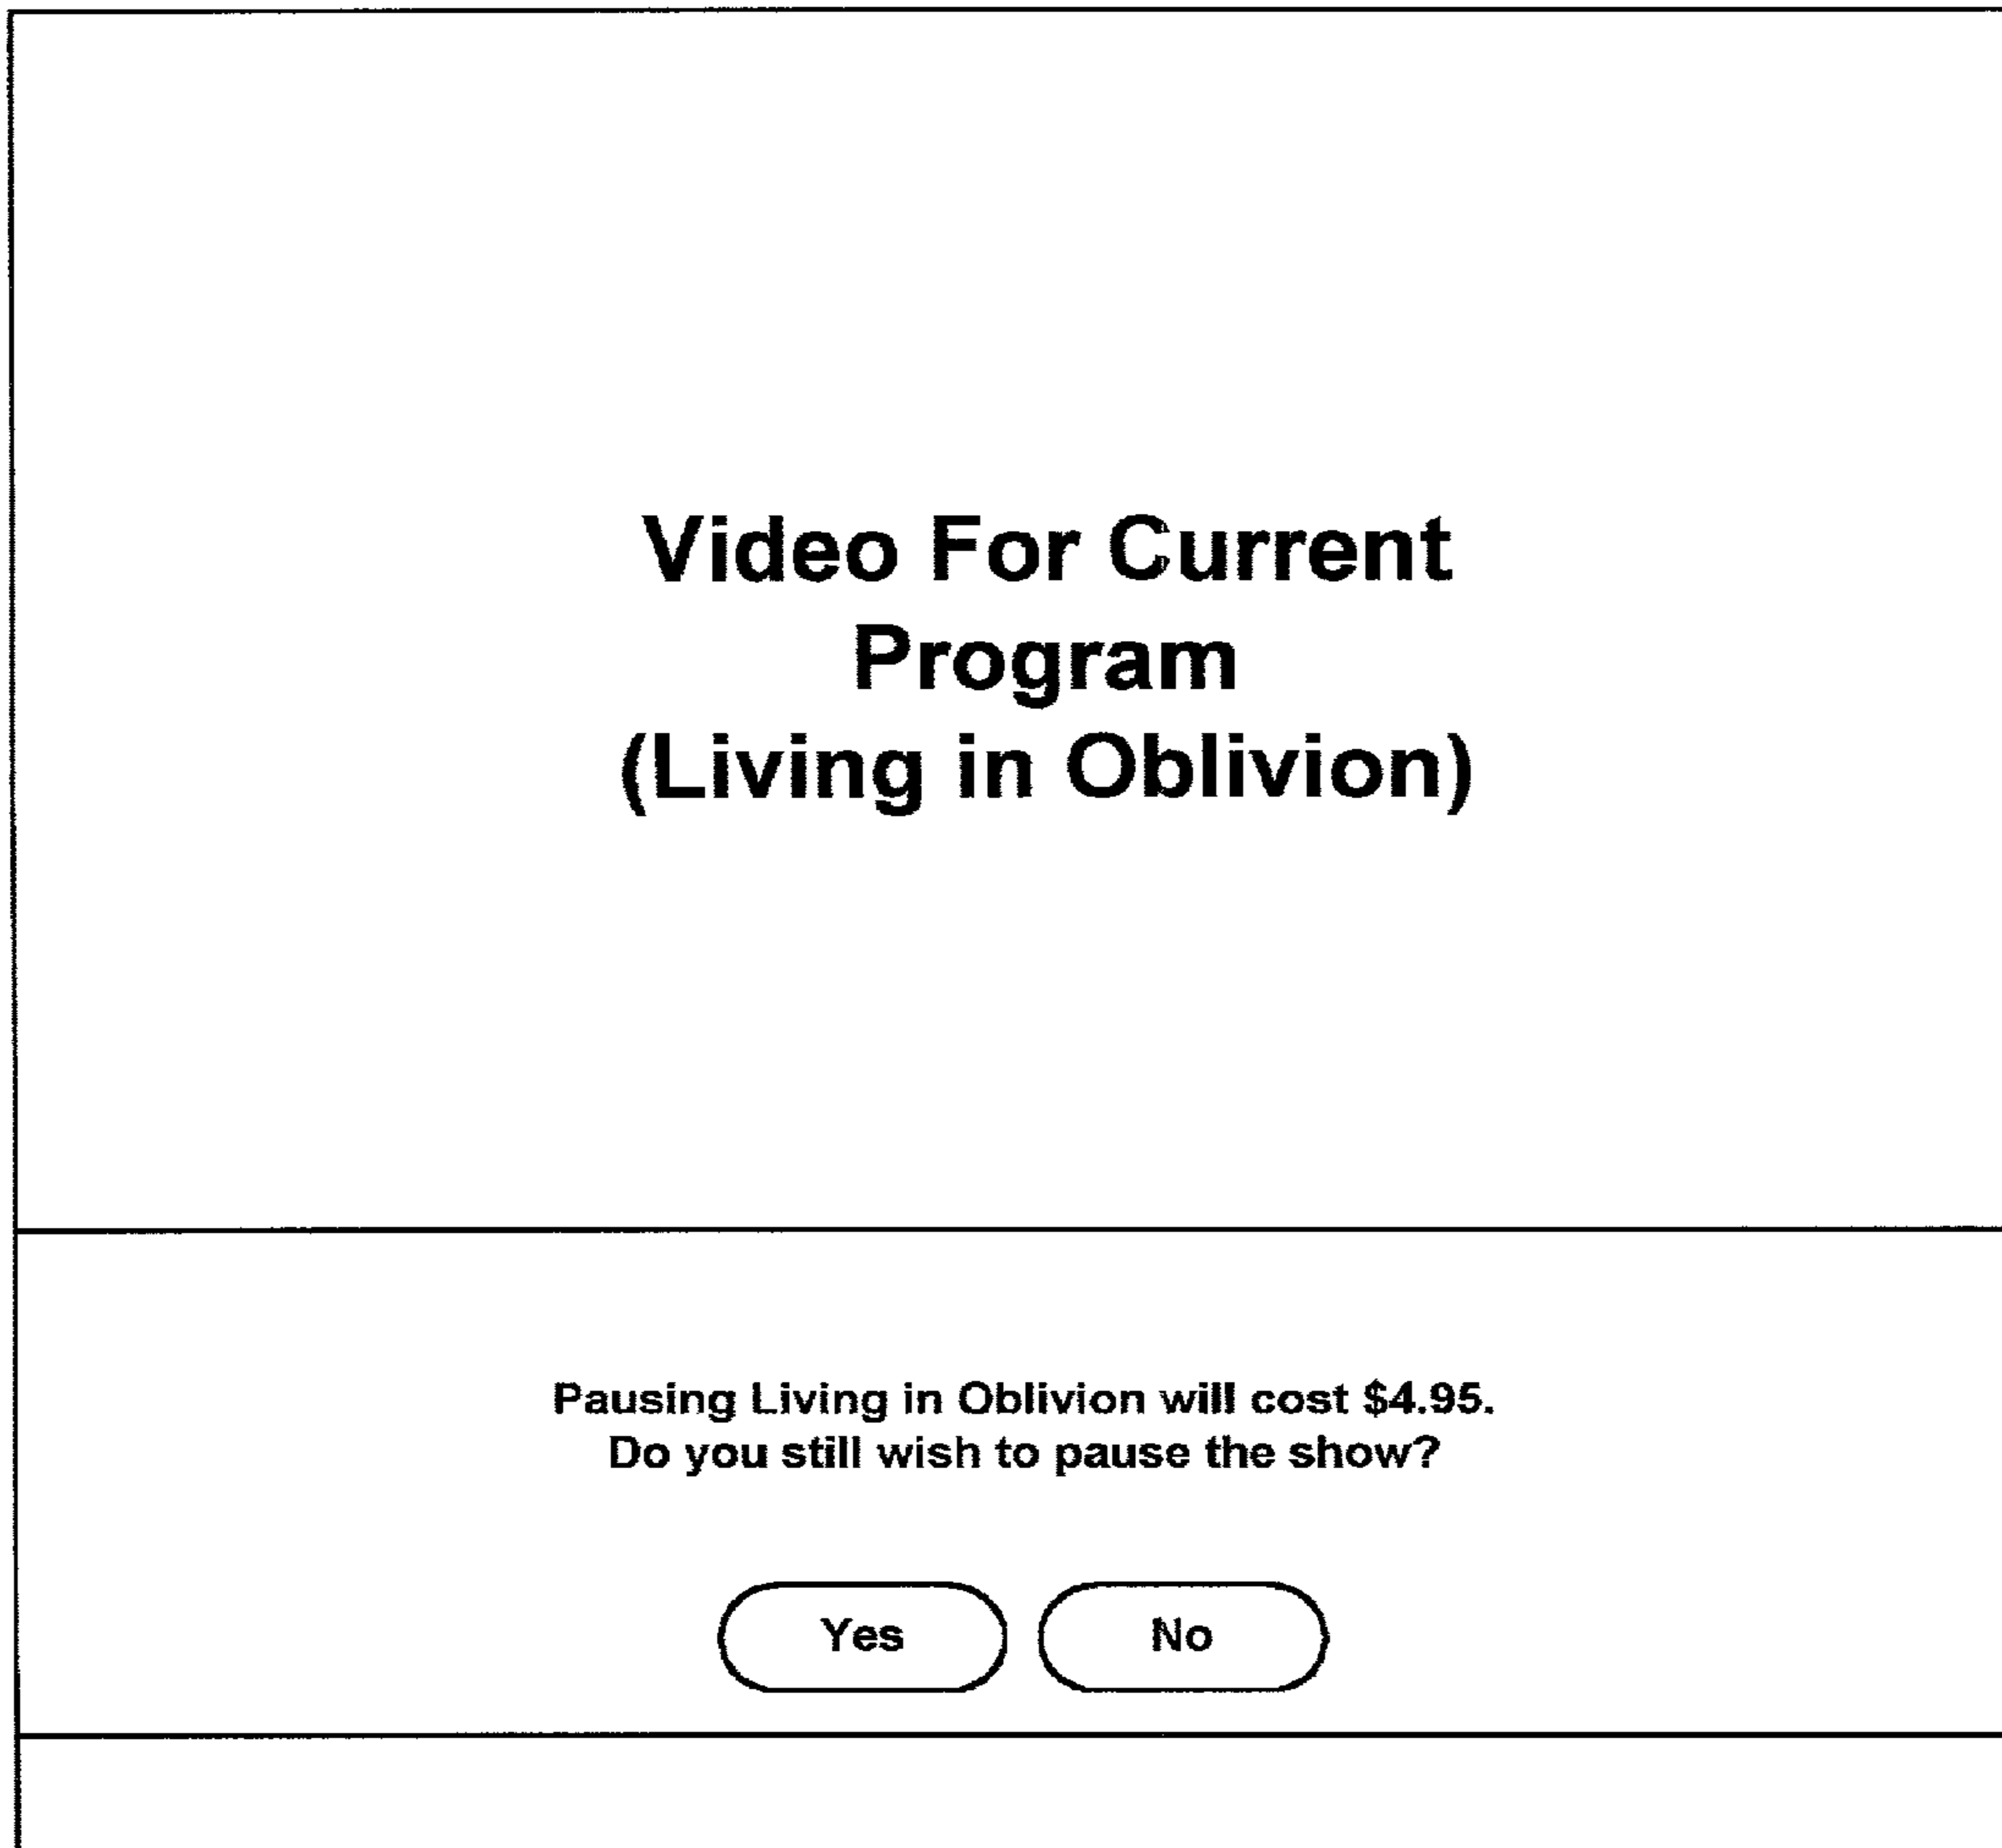 Video For Current
Program
(Living in Oblivion)
Pausing Living in Oblivion will cost $4.95.
Do you still wish to pause the show?
Yes No